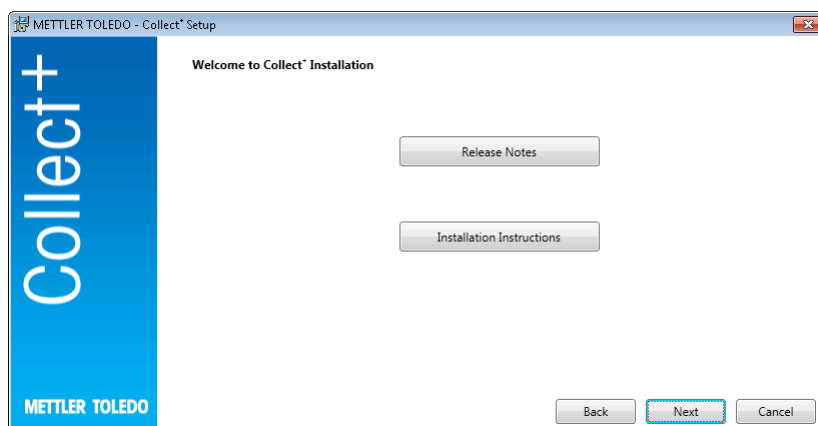 METTLER TOLEDO - Collect⁺ Setup
Welcome to Collect⁺ Installation
Collect+
Release Notes
Installation Instructions
METTLER TOLEDO
Back
Next
Cancel